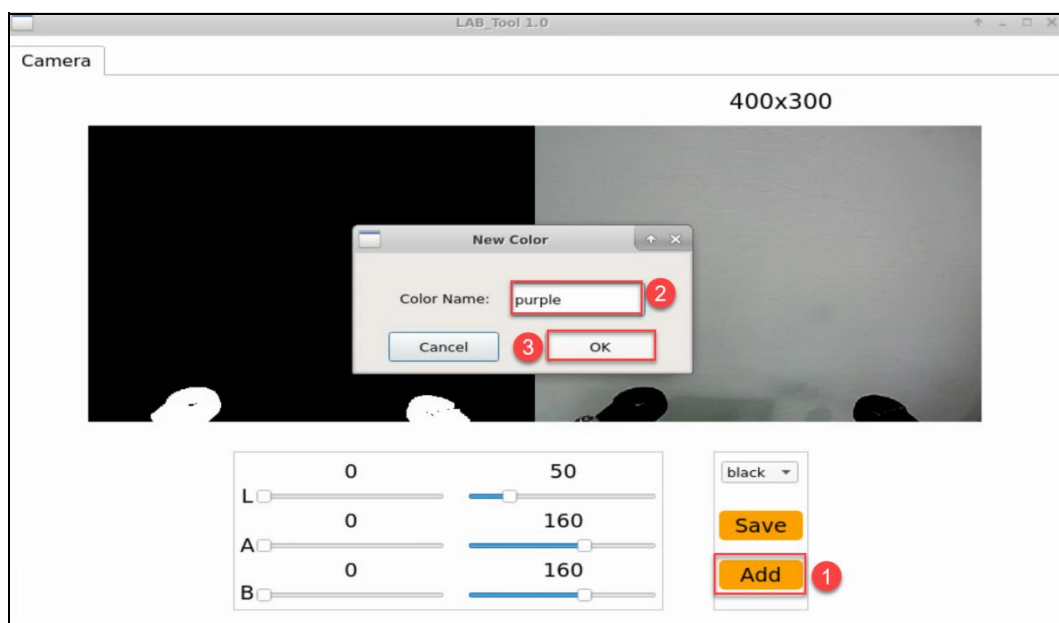 LAB_Tool 1.0
Camera
400x300
New Color
Color Name: purple 2
Cancel 3 OK
0 50 black
L
0 160 Save
A
0 160 Add 1
B